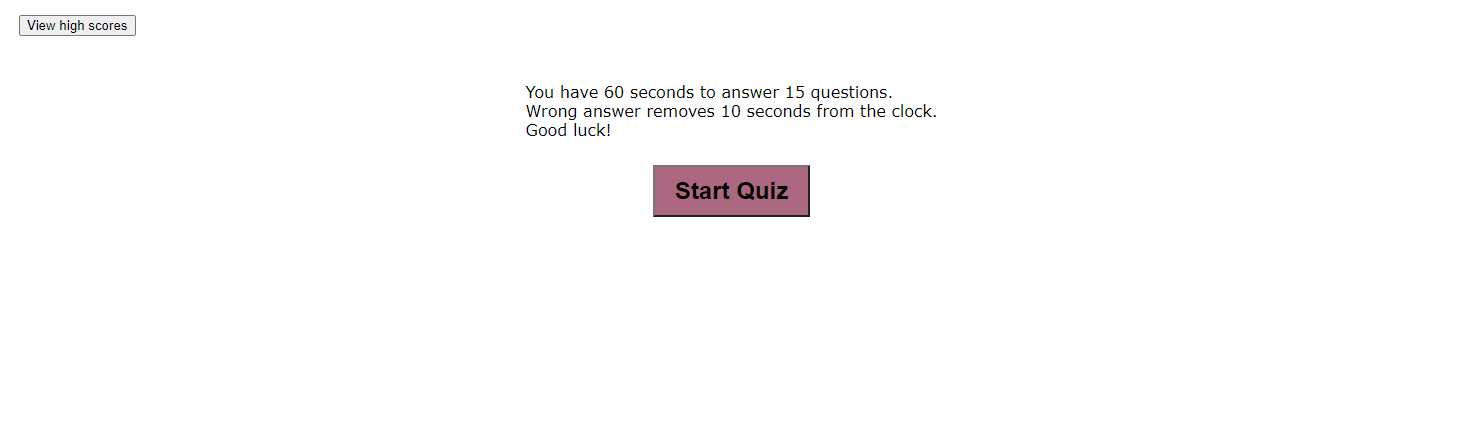 View high scores
You have 60 seconds to answer 15 questions.
Wrong answer removes 10 seconds from the clock.
Good luck!
Start Quiz